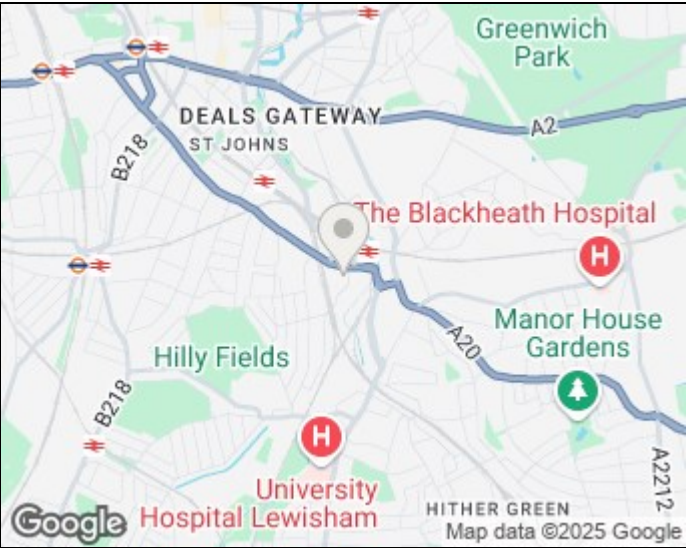 Greenwich
Park
DEALS GATEWAY
A2
ST JOHNS
B218
The Blackheath Hospital
H
Manor House
Gardens
A20
Hilly Fields
B218
H
University
Hospital Lewisham
A2212
HITHER GREEN
Google
Map data ©2025 Google